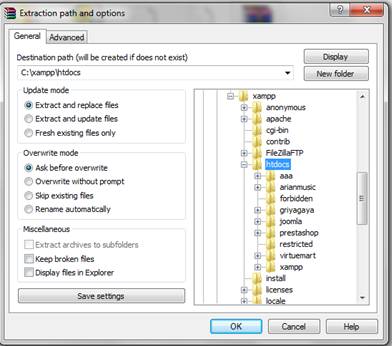 Extraction path and options
General
Advanced
Destination path (will be created if does not exist)
C:\xampp\htdocs
Display
New folder
Update mode
Extract and replace files
Extract and update files
Fresh existing files only
Overwrite mode
Ask before overwrite
Overwrite without prompt
Skip existing files
Rename automatically
Miscellaneous
Extract archives to subfolders
Keep broken files
Display files in Explorer
Save settings
xampp
anonymous
apache
cgi-bin
contrib
FileZillaFTP
htdocs
aaa
arianmusic
forbidden
griyagaya
joomla
prestashop
restricted
virtuemart
xampp
install
licenses
locale
OK
Cancel
Help